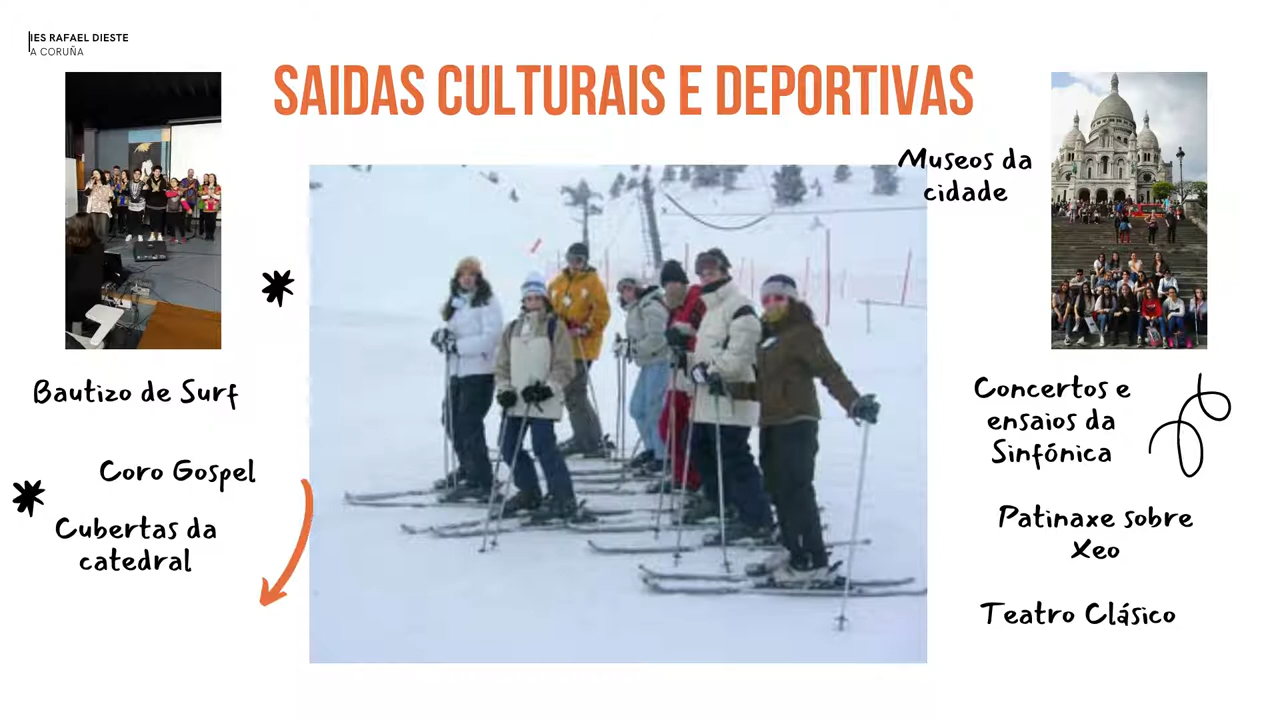 IES RAFAEL DIESTE
A CORUÑA
SAIDAS CULTURAIS E DEPORTIVAS
Museos da
cidade
Bautizo de Surf
Coro Gospel
Cubertas da
catedral
Concertos e
ensaios da
Sinfónica
Patinaxe sobre
Xeo
Teatro Clásico